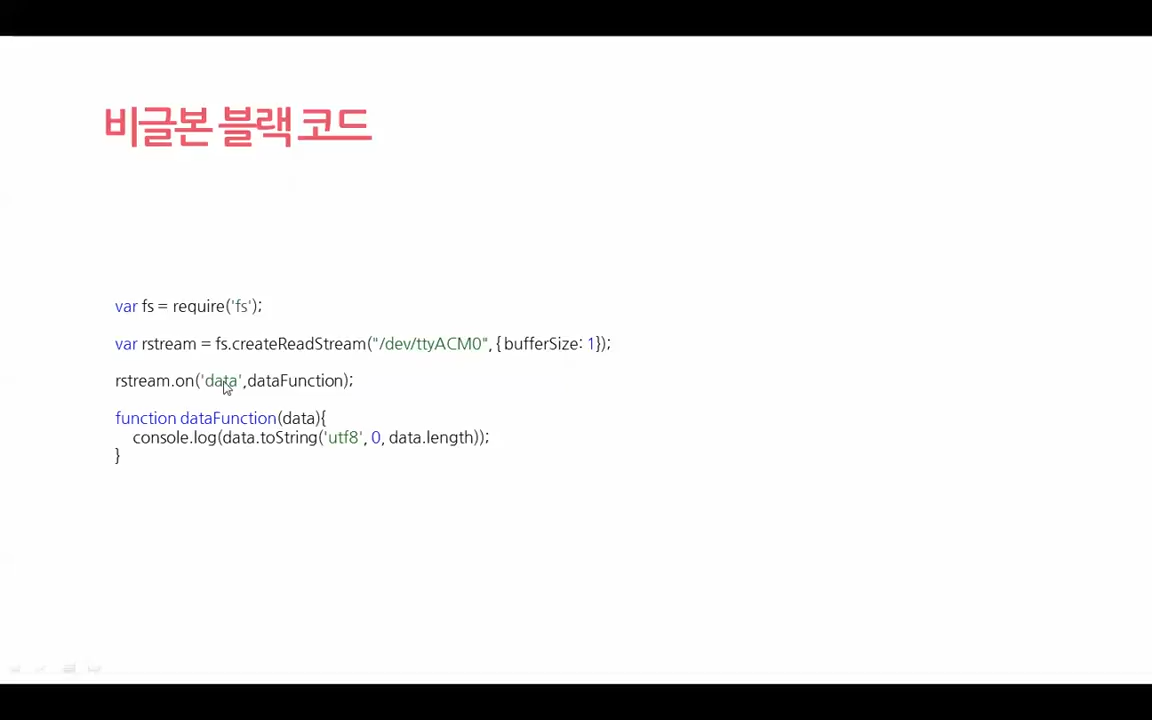 비글본 블랙 코드
var fs = require('fs');
var rstream = fs.createReadStream("/dev/ttyACM0", { bufferSize: 1});
rstream.on('data',dataFunction);
function dataFunction(data){
console.log(data.toString('utf8', 0, data.length));
}